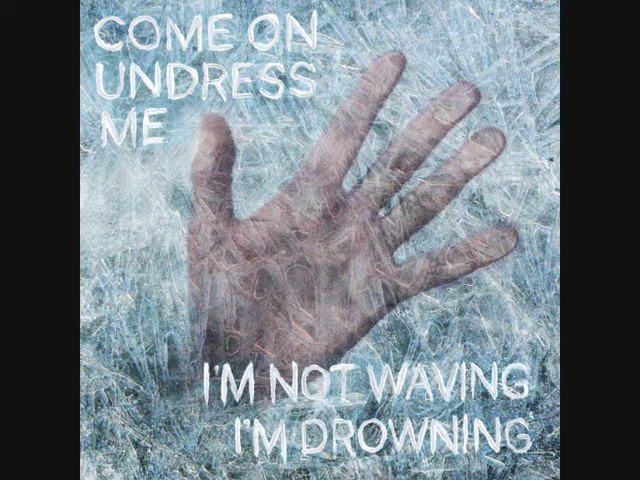 COME ON
UNDRESS
ME
I'M NOT WAVING
I'M DROWNING